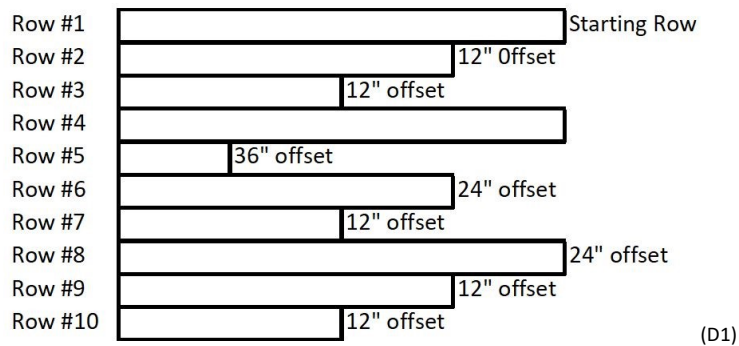 Row #1 Starting Row
Row #2 12" 0ffset
Row #3 12" offset
Row #4
Row #5 36" offset
Row #6 24" offset
Row #7 12" offset
Row #8 24" offset
Row #9 12" offset
Row #10 12" offset
(D1)